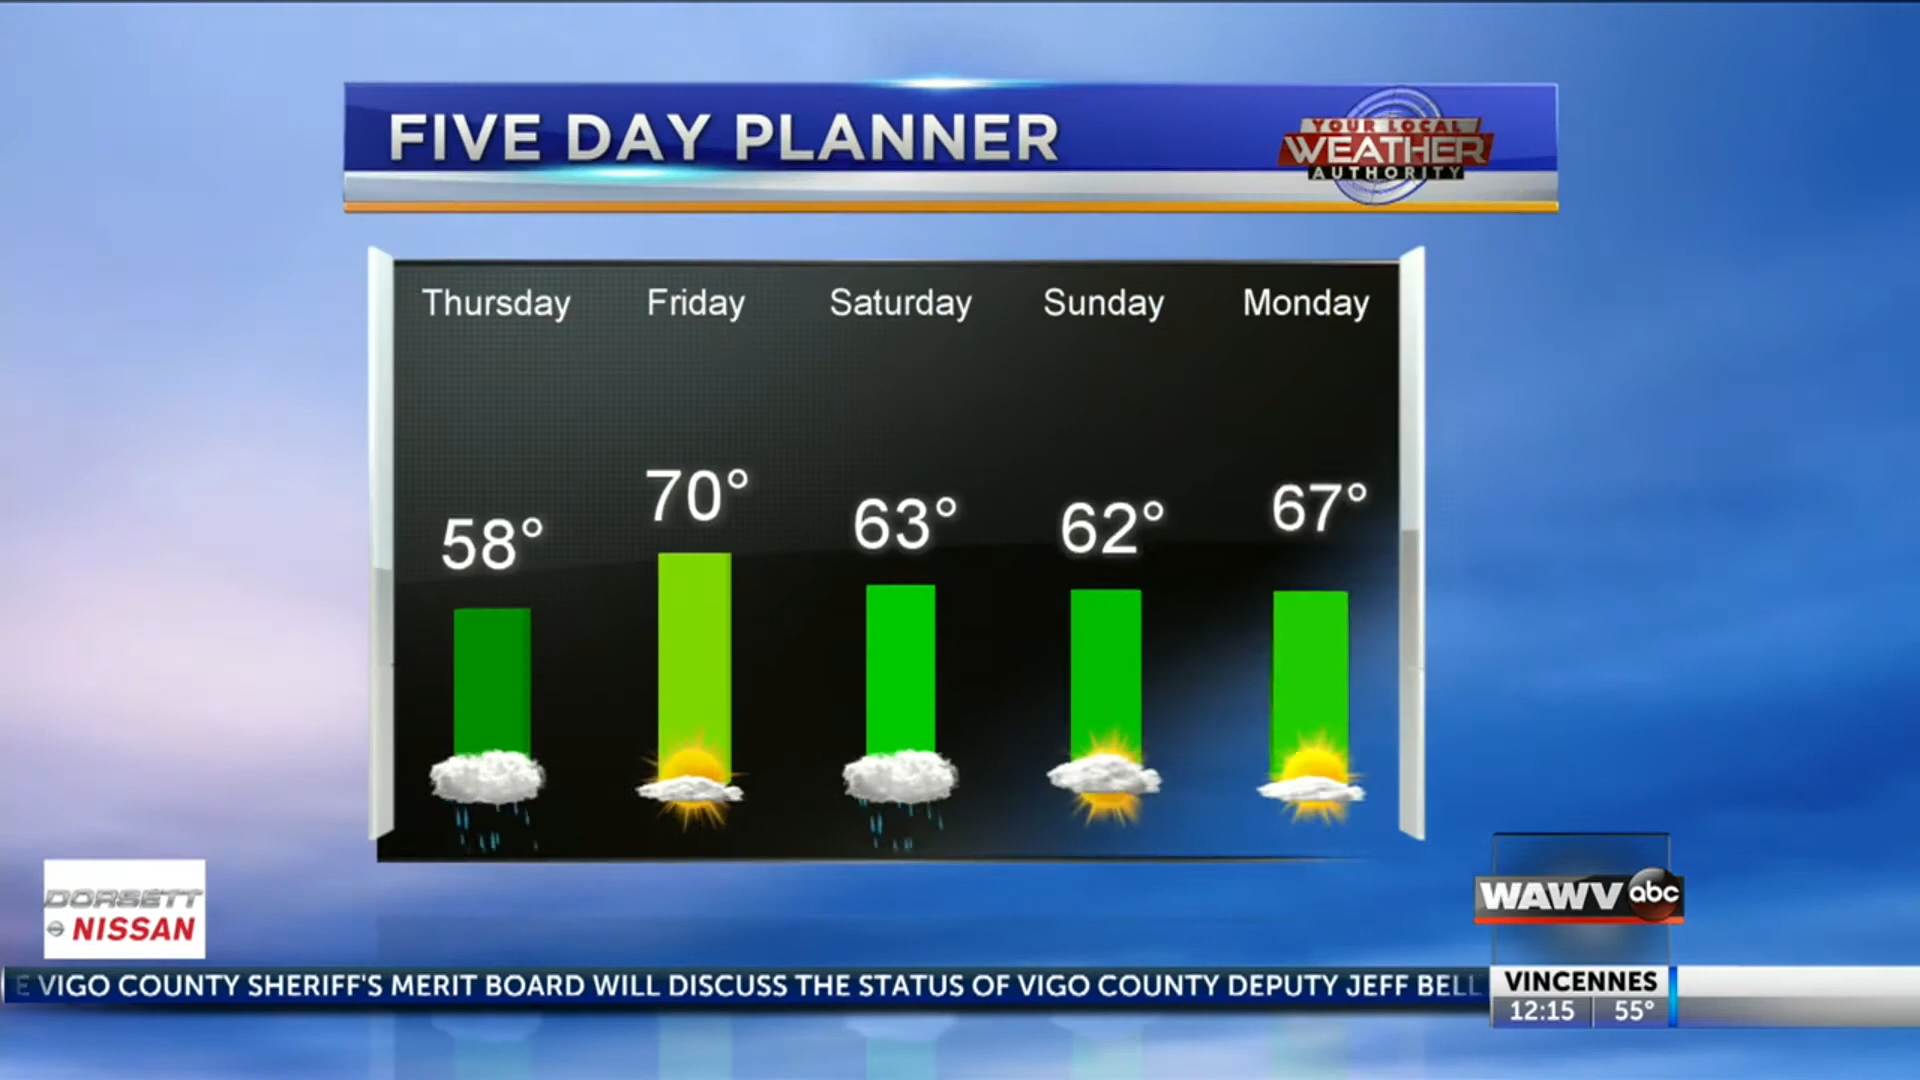 FIVE DAY PLANNER
YOUR LOCAL
WEATHER
AUTHORITY
Thursday Friday Saturday Sunday Monday
58° 70° 63° 62° 67°
DORSETT
NISSAN
WAWV abc
E VIGO COUNTY SHERIFF'S MERIT BOARD WILL DISCUSS THE STATUS OF VIGO COUNTY DEPUTY JEFF BELL
VINCENNES
12:15 55°